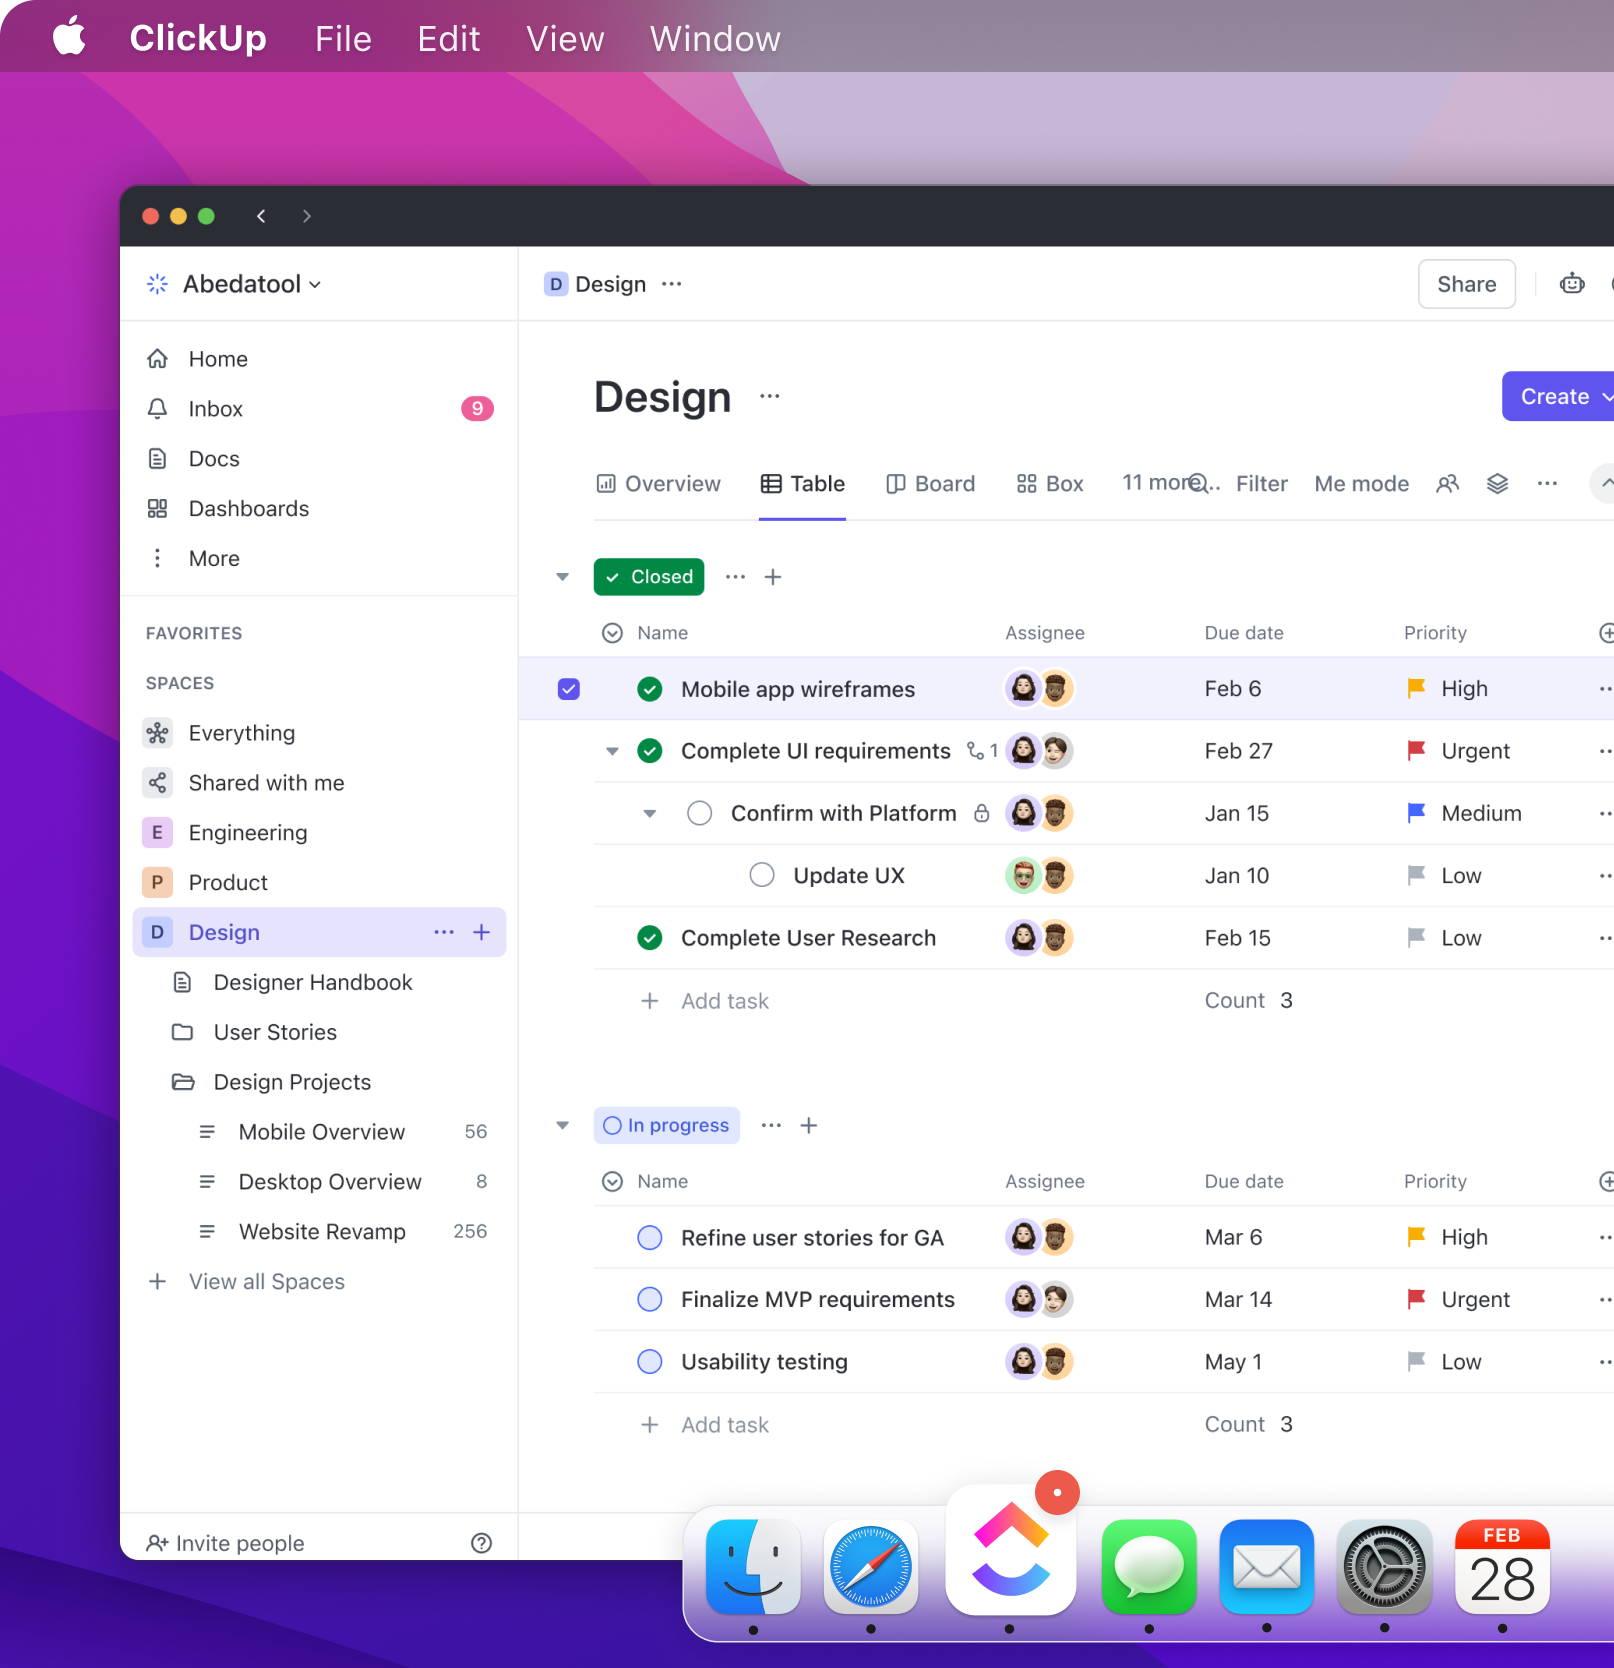 ClickUp File Edit View Window
Abedatool
D Design ...
Share
Home
Inbox 9
Docs
Dashboards
More
FAVORITES
SPACES
Everything
Shared with me
E Engineering
P Product
D Design ...
Designer Handbook
User Stories
Design Projects
Mobile Overview 56
Desktop Overview 8
Website Revamp 256
View all Spaces
Invite people
Design ...
Create
Overview Table Board Box 11 more... Filter Me mode
Closed
Name Assignee Due date Priority
Mobile app wireframes Feb 6 High
Complete UI requirements 1 Feb 27 Urgent
Confirm with Platform Jan 15 Medium
Update UX Jan 10 Low
Complete User Research Feb 15 Low
Add task Count 3
In progress
Name Assignee Due date Priority
Refine user stories for GA Mar 6 High
Finalize MVP requirements Mar 14 Urgent
Usability testing May 1 Low
Add task Count 3
FEB
28